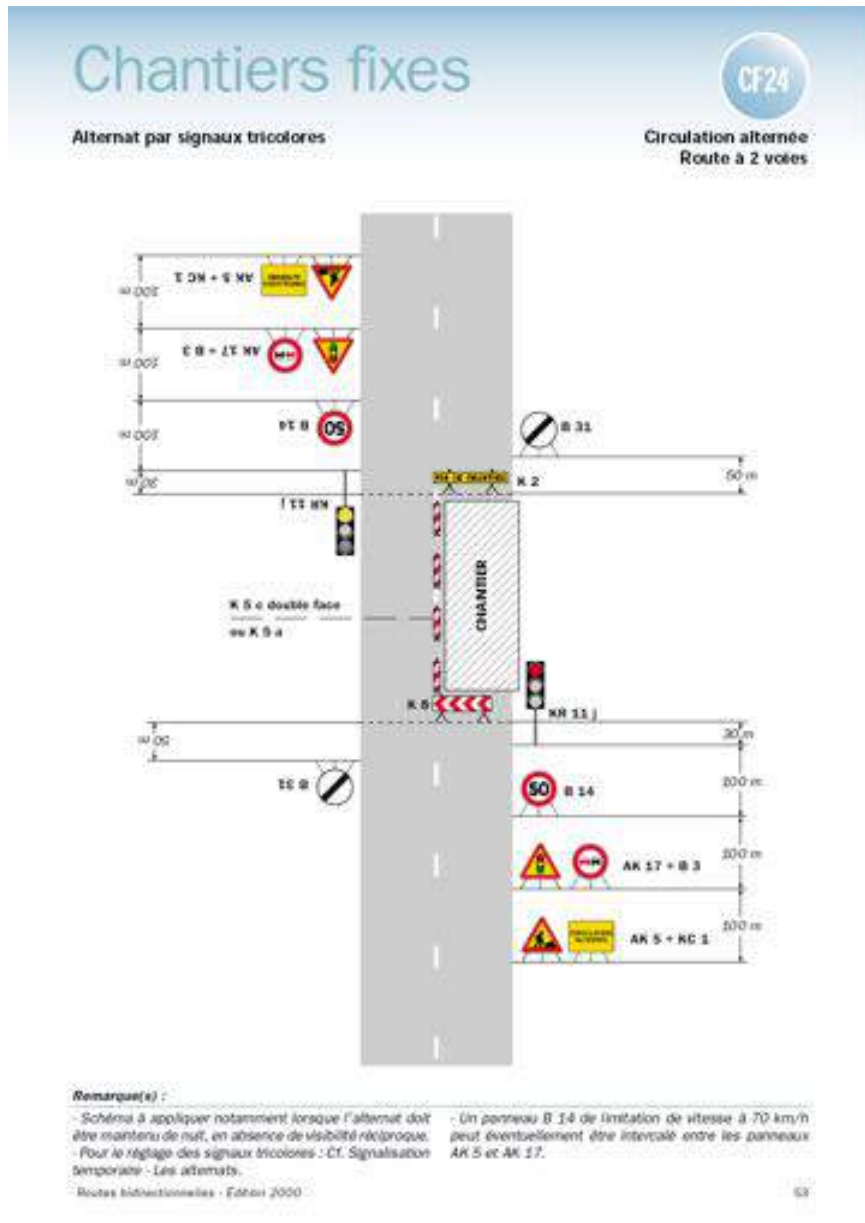 Chantiers fixes
CF24
Alternat par signaux tricolores
Circulation alternée
Route à 2 voies
100 m
AK 5 + KC 1
100 m
AK 17 + B 3
100 m
B 14
50
B 31
30 m
KR 11 j
K 2
50 m
CHANTIER
K 5 c double face
ou K 5 a
K 8
KR 11 j
50 m
30 m
B 31
50
B 14
100 m
AK 17 + B 3
100 m
CIRCULATION
ALTERNEE
AK 5 + KC 1
100 m
Remarque(s) :
- Schéma à appliquer notamment lorsque l'alternat doit
être maintenu de nuit, en absence de visibilité réciproque.
- Pour le réglage des signaux tricolores : Cf. Signalisation
temporaire - Les alternats.
- Un panneau B 14 de limitation de vitesse à 70 km/h
peut éventuellement être intercalé entre les panneaux
AK 5 et AK 17.
Routes bidirectionnelles - Edition 2000
53